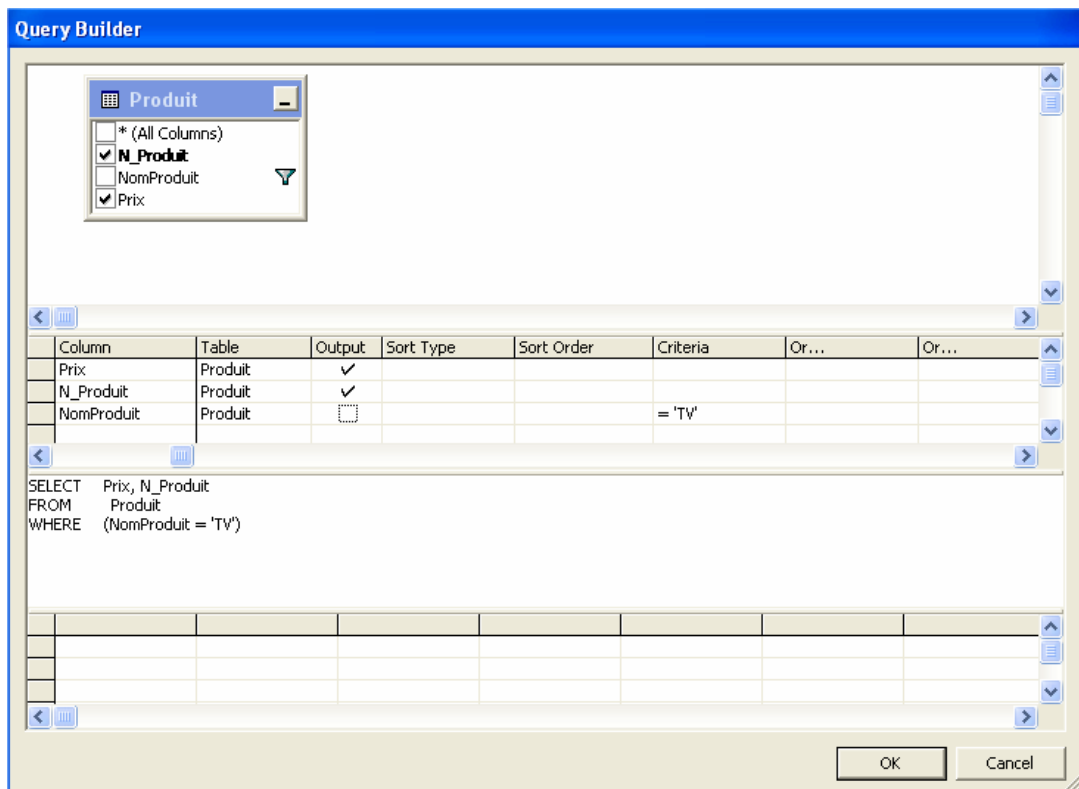 Query Builder
Produit
* (All Columns)
N_Produit
NomProduit
Prix
Column Table Output Sort Type Sort Order Criteria Or... Or...
Prix Produit
N_Produit Produit
NomProduit Produit = 'TV'
SELECT Prix, N_Produit
FROM Produit
WHERE (NomProduit = 'TV')
OK Cancel